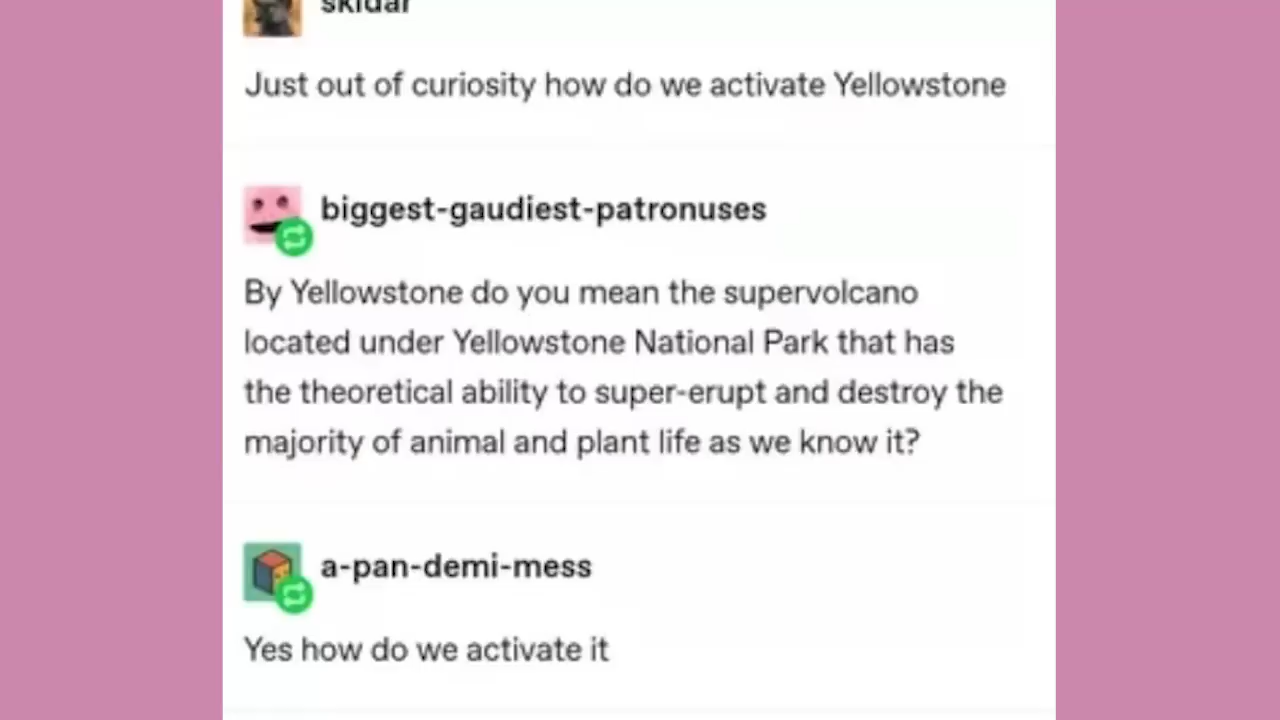 skidar
Just out of curiosity how do we activate Yellowstone
biggest-gaudiest-patronuses
By Yellowstone do you mean the supervolcano
located under Yellowstone National Park that has
the theoretical ability to super-erupt and destroy the
majority of animal and plant life as we know it?
a-pan-demi-mess
Yes how do we activate it